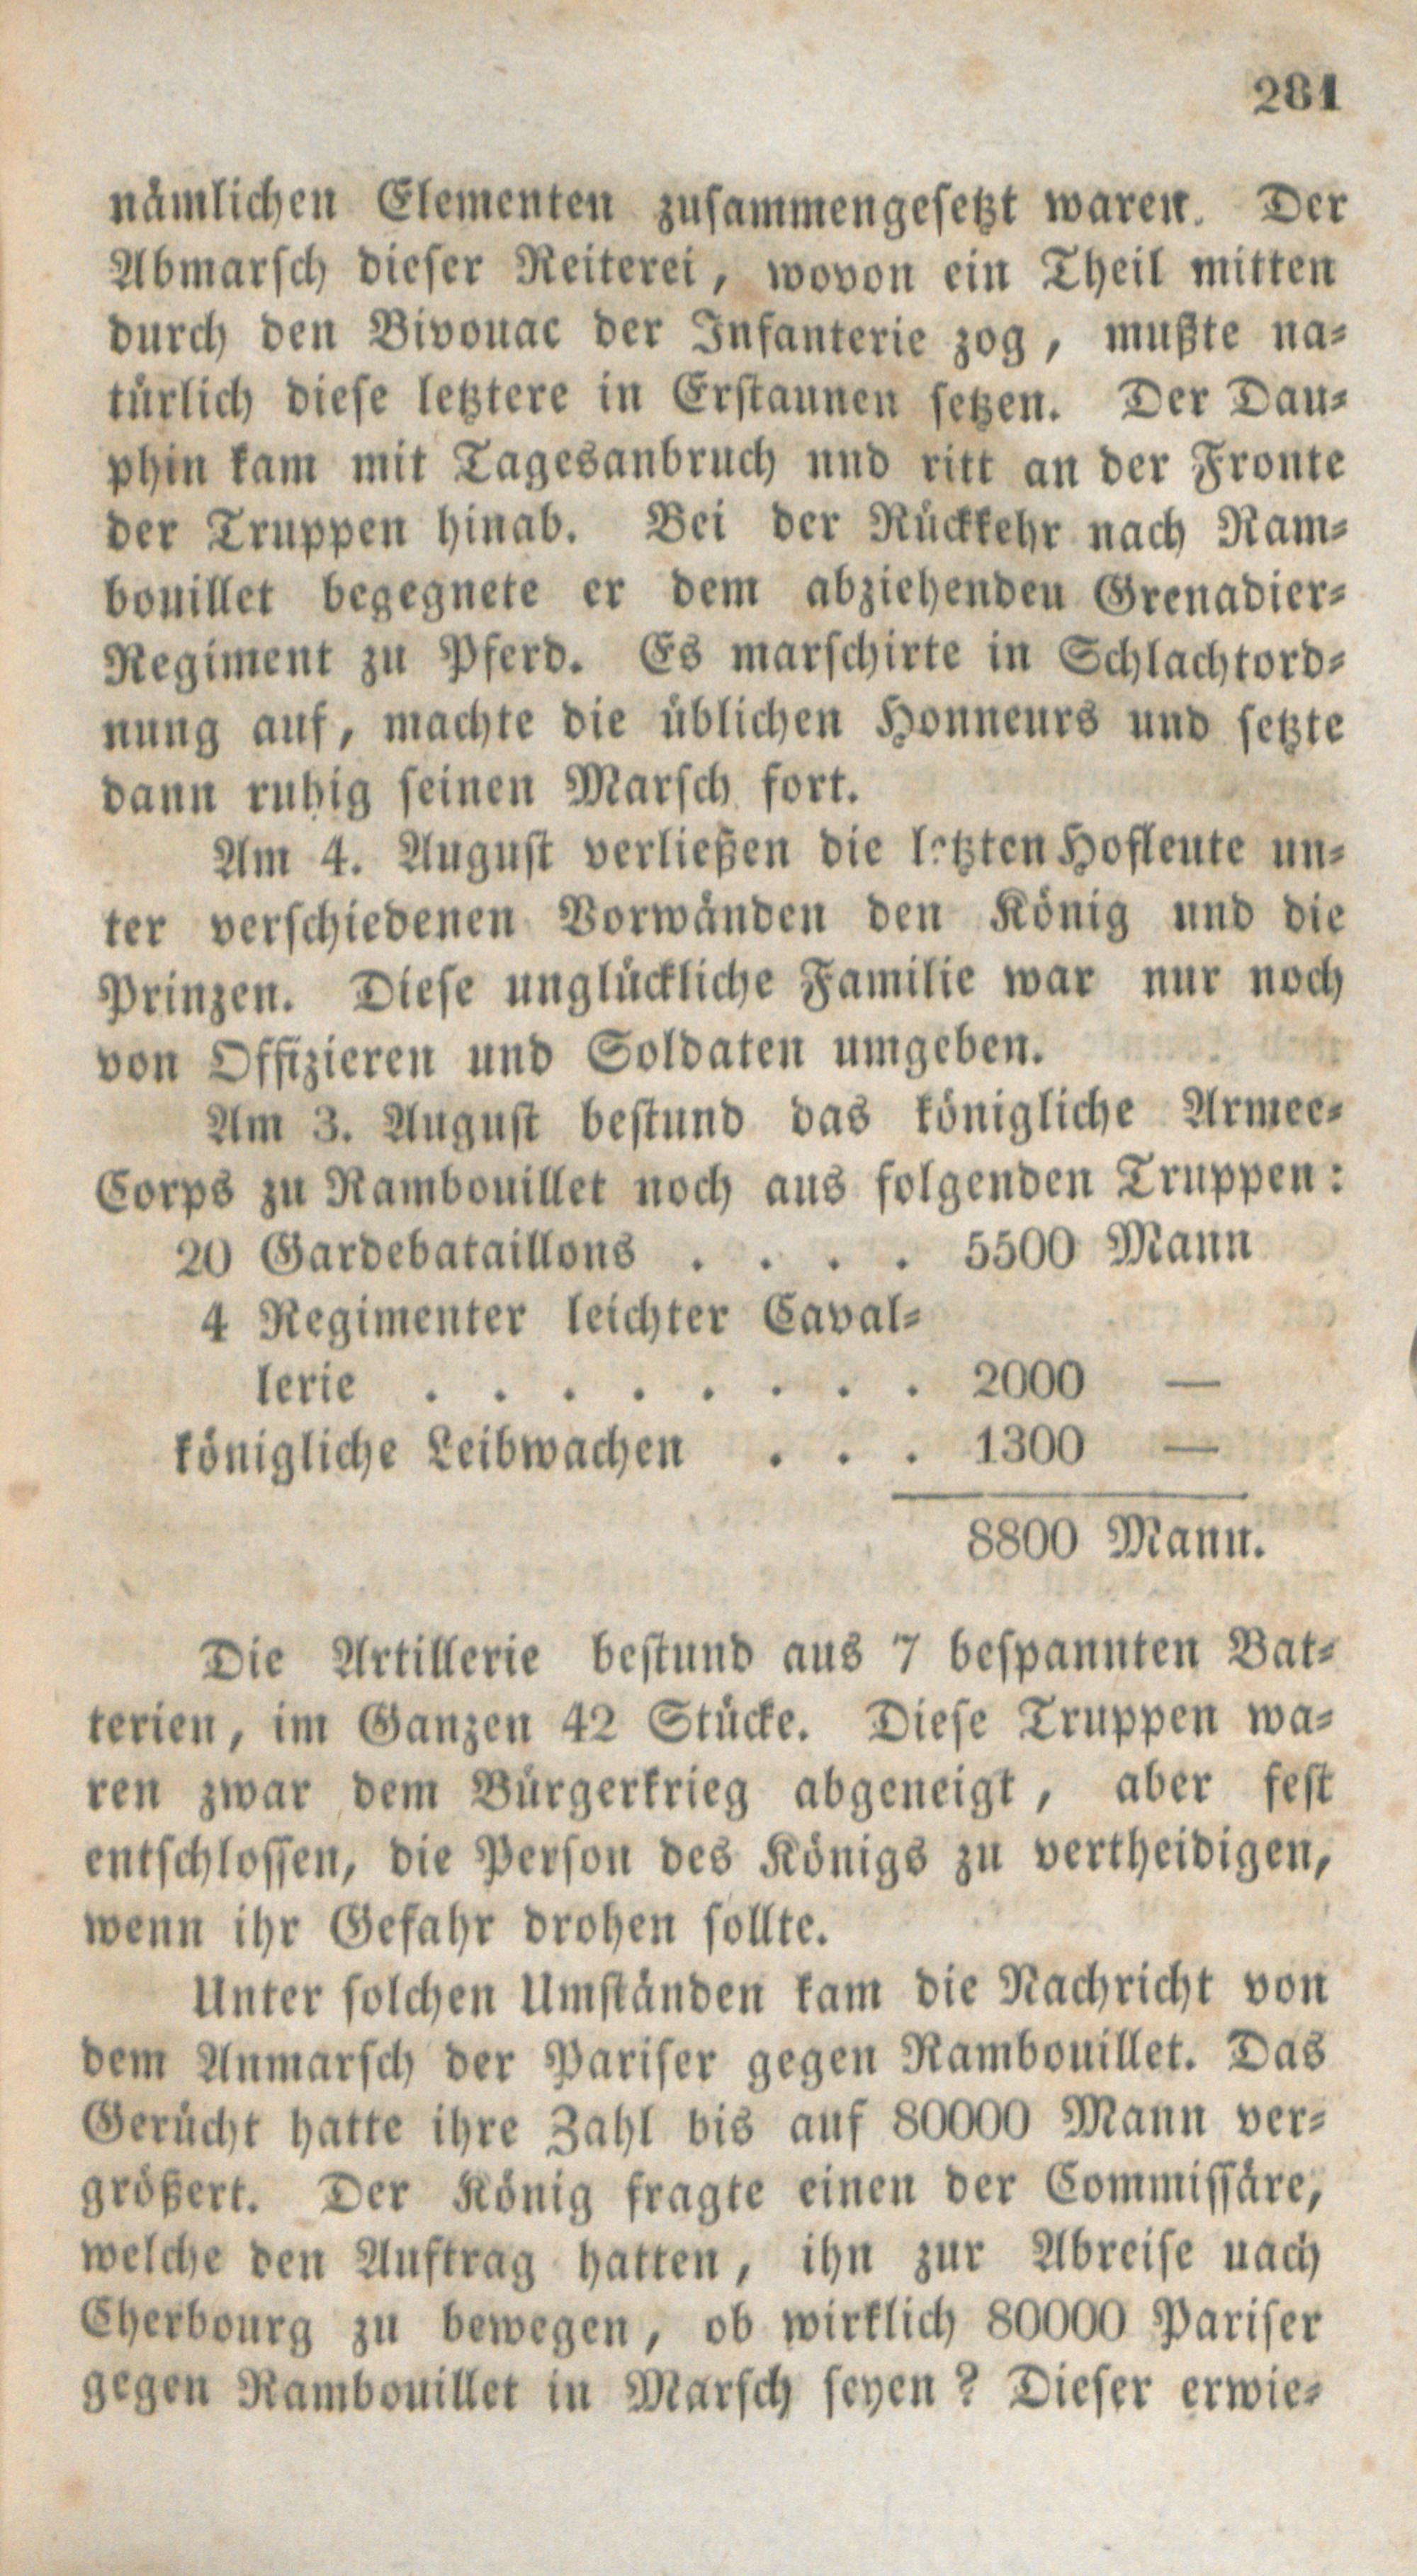 281
nämlichen Elementen zusammengesetzt waren. Der
Abmarsch dieser Reiterei, wovon ein Theil mitten
durch den Bivouac der Infanterie zog, mußte na-
türlich diese letztere in Erstaunen setzen. Der Dau-
phin kam mit Tagesanbruch und ritt an der Fronte
der Truppen hinab. Bei der Rückkehr nach Ram-
bouillet begegnete er dem abziehenden Grenadier-
Regiment zu Pferd. Es marschirte in Schlachtord-
nung auf, machte die üblichen Honneurs und setzte
dann ruhig seinen Marsch fort.
Am 4. August verließen die letzten Hofleute un-
ter verschiedenen Vorwänden den König und die
Prinzen. Diese unglückliche Familie war nur noch
von Offizieren und Soldaten umgeben.
Am 3. August bestund das königliche Armee-
Corps zu Rambouillet noch aus folgenden Truppen:
20 Gardebataillons . . . . 5500 Mann
4 Regimenter leichter Caval-
lerie . . . . . . . . 2000 —
königliche Leibwachen . . . 1300 —
8800 Mann.
Die Artillerie bestund aus 7 bespannten Bat-
terien, im Ganzen 42 Stücke. Diese Truppen wa-
ren zwar dem Bürgerkrieg abgeneigt, aber fest
entschlossen, die Person des Königs zu vertheidigen,
wenn ihr Gefahr drohen sollte.
Unter solchen Umständen kam die Nachricht von
dem Anmarsch der Pariser gegen Rambouillet. Das
Gerücht hatte ihre Zahl bis auf 80000 Mann ver-
größert. Der König fragte einen der Commissäre,
welche den Auftrag hatten, ihn zur Abreise nach
Cherbourg zu bewegen, ob wirklich 80000 Pariser
gegen Rambouillet in Marsch seyen? Dieser erwie-